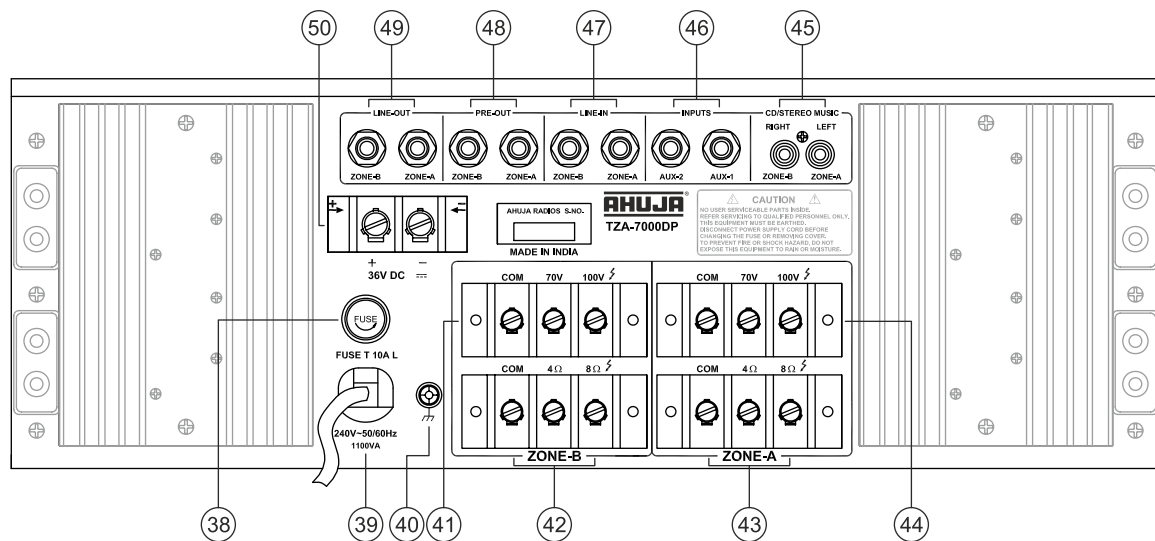 50 49 48 47 46 45
LINE-OUT PRE-OUT LINE-IN INPUTS CD/STEREO MUSIC
RIGHT LEFT
ZONE-B ZONE-A ZONE-B ZONE-A ZONE-B ZONE-A AUX-2 AUX-1 ZONE-B ZONE-A
+ −
+ −
36V DC
AHUJA RADIOS S.NO.
MADE IN INDIA
AHUJA®
TZA-7000DP
CAUTION
NO USER SERVICEABLE PARTS INSIDE.
REFER SERVICING TO QUALIFIED PERSONNEL ONLY,
THIS EQUIPMENT MUST BE EARTHED.
DISCONNECT POWER SUPPLY CORD BEFORE
CHANGING THE FUSE OR REMOVING COVER.
TO PREVENT FIRE OR SHOCK HAZARD, DO NOT
EXPOSE THIS EQUIPMENT TO RAIN OR MOISTURE.
COM 70V 100V COM 70V 100V
FUSE
FUSE T 10A L
COM 4Ω 8Ω COM 4Ω 8Ω
240V~50/60Hz
1100VA
ZONE-B ZONE-A
38 39 40 41 42 43 44